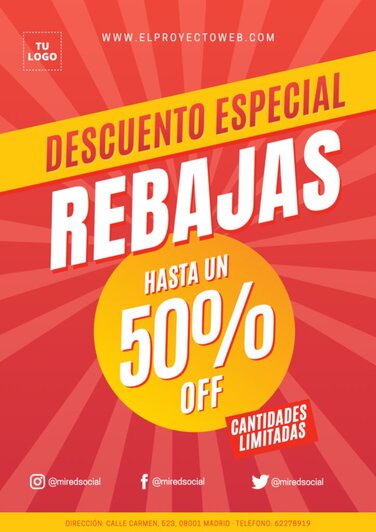 TU
LOGO
WWW.ELPROYECTOWEB.COM
DESCUENTO ESPECIAL
REBAJAS
HASTA UN
50%
OFF
CANTIDADES
LIMITADAS
@miredsocial
@miredsocial
@miredsocial
DIRECCIÓN: CALLE CARMEN, 523, 08001 MADRID · TELÉFONO: 62278919